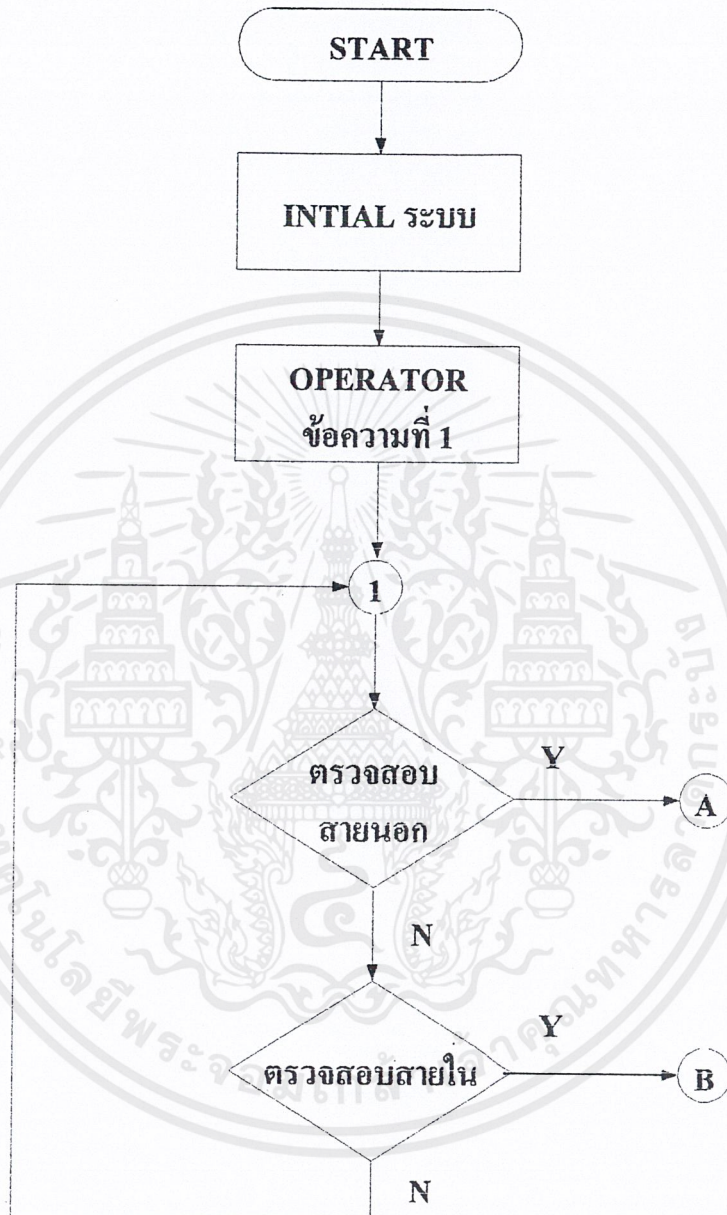 START
INTIAL ระบบ
OPERATOR
ข้อความที่ 1
1
ตรวจสอบ
สายนอก
Y
A
N
ตรวจสอบสายใน
Y
B
N